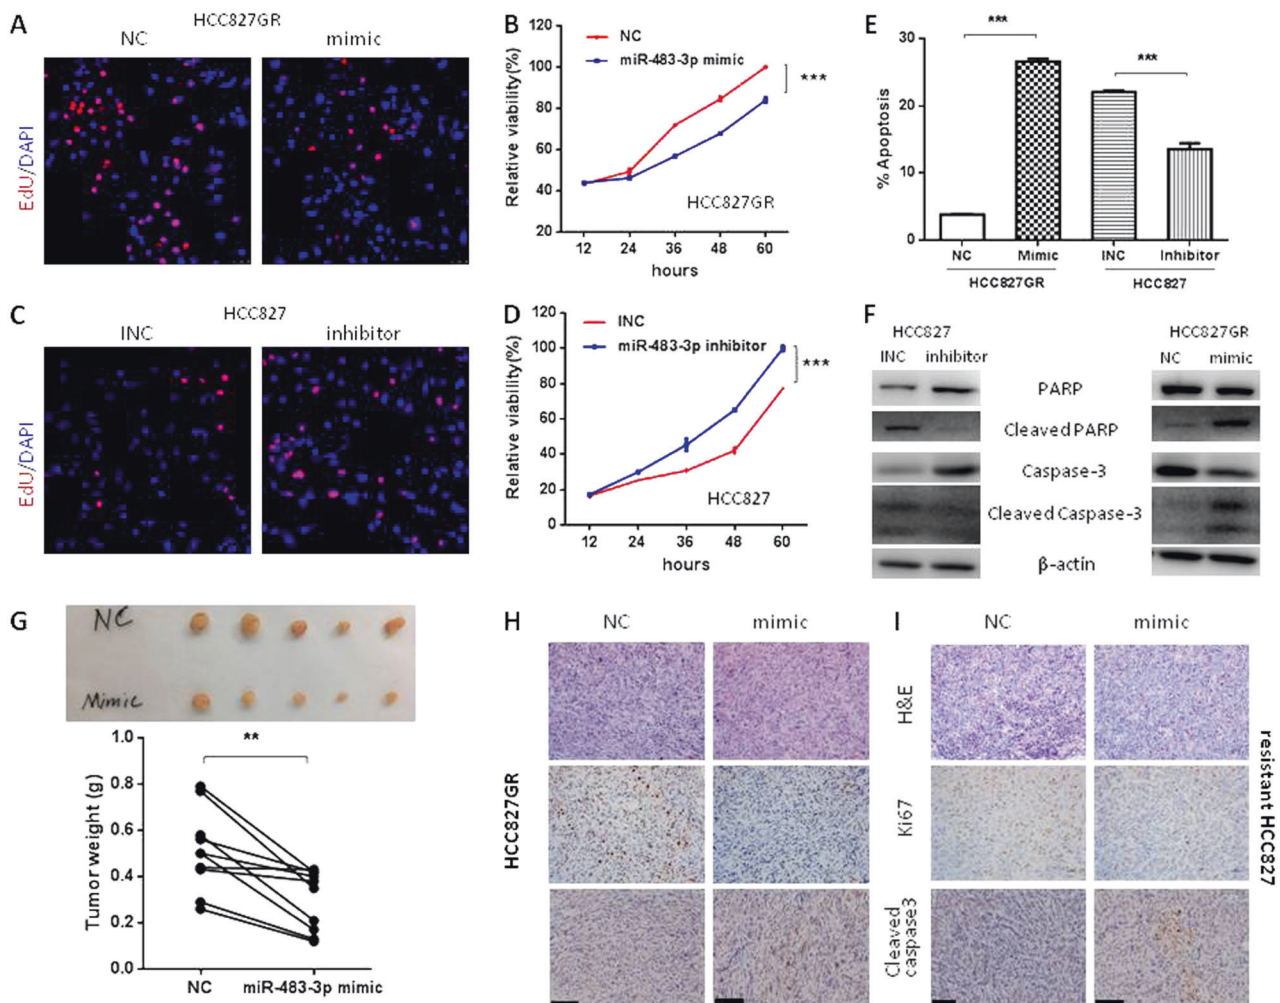 A
HCC827GR
NC mimic
EdU/DAPI
B
120
100
80
60
40
20
Relative viability(%)
NC
miR-483-3p mimic
***
HCC827GR
12 24 36 48 60
hours
E
30
20
10
0
% Apoptosis
***
***
NC Mimic INC Inhibitor
HCC827GR HCC827
C
HCC827
INC inhibitor
EdU/DAPI
D
120
100
80
60
40
20
0
Relative viability(%)
INC
miR-483-3p inhibitor
***
HCC827
12 24 36 48 60
hours
F
HCC827 HCC827GR
INC inhibitor NC mimic
PARP
Cleaved PARP
Caspase-3
Cleaved Caspase-3
β-actin
G
NC
Mimic
1.0
0.8
0.6
0.4
0.2
0.0
Tumor weight (g)
**
NC miR-483-3p mimic
H
NC mimic
HCC827GR
I
NC mimic
H&E
Ki67
Cleaved
caspase3
resistant HCC827